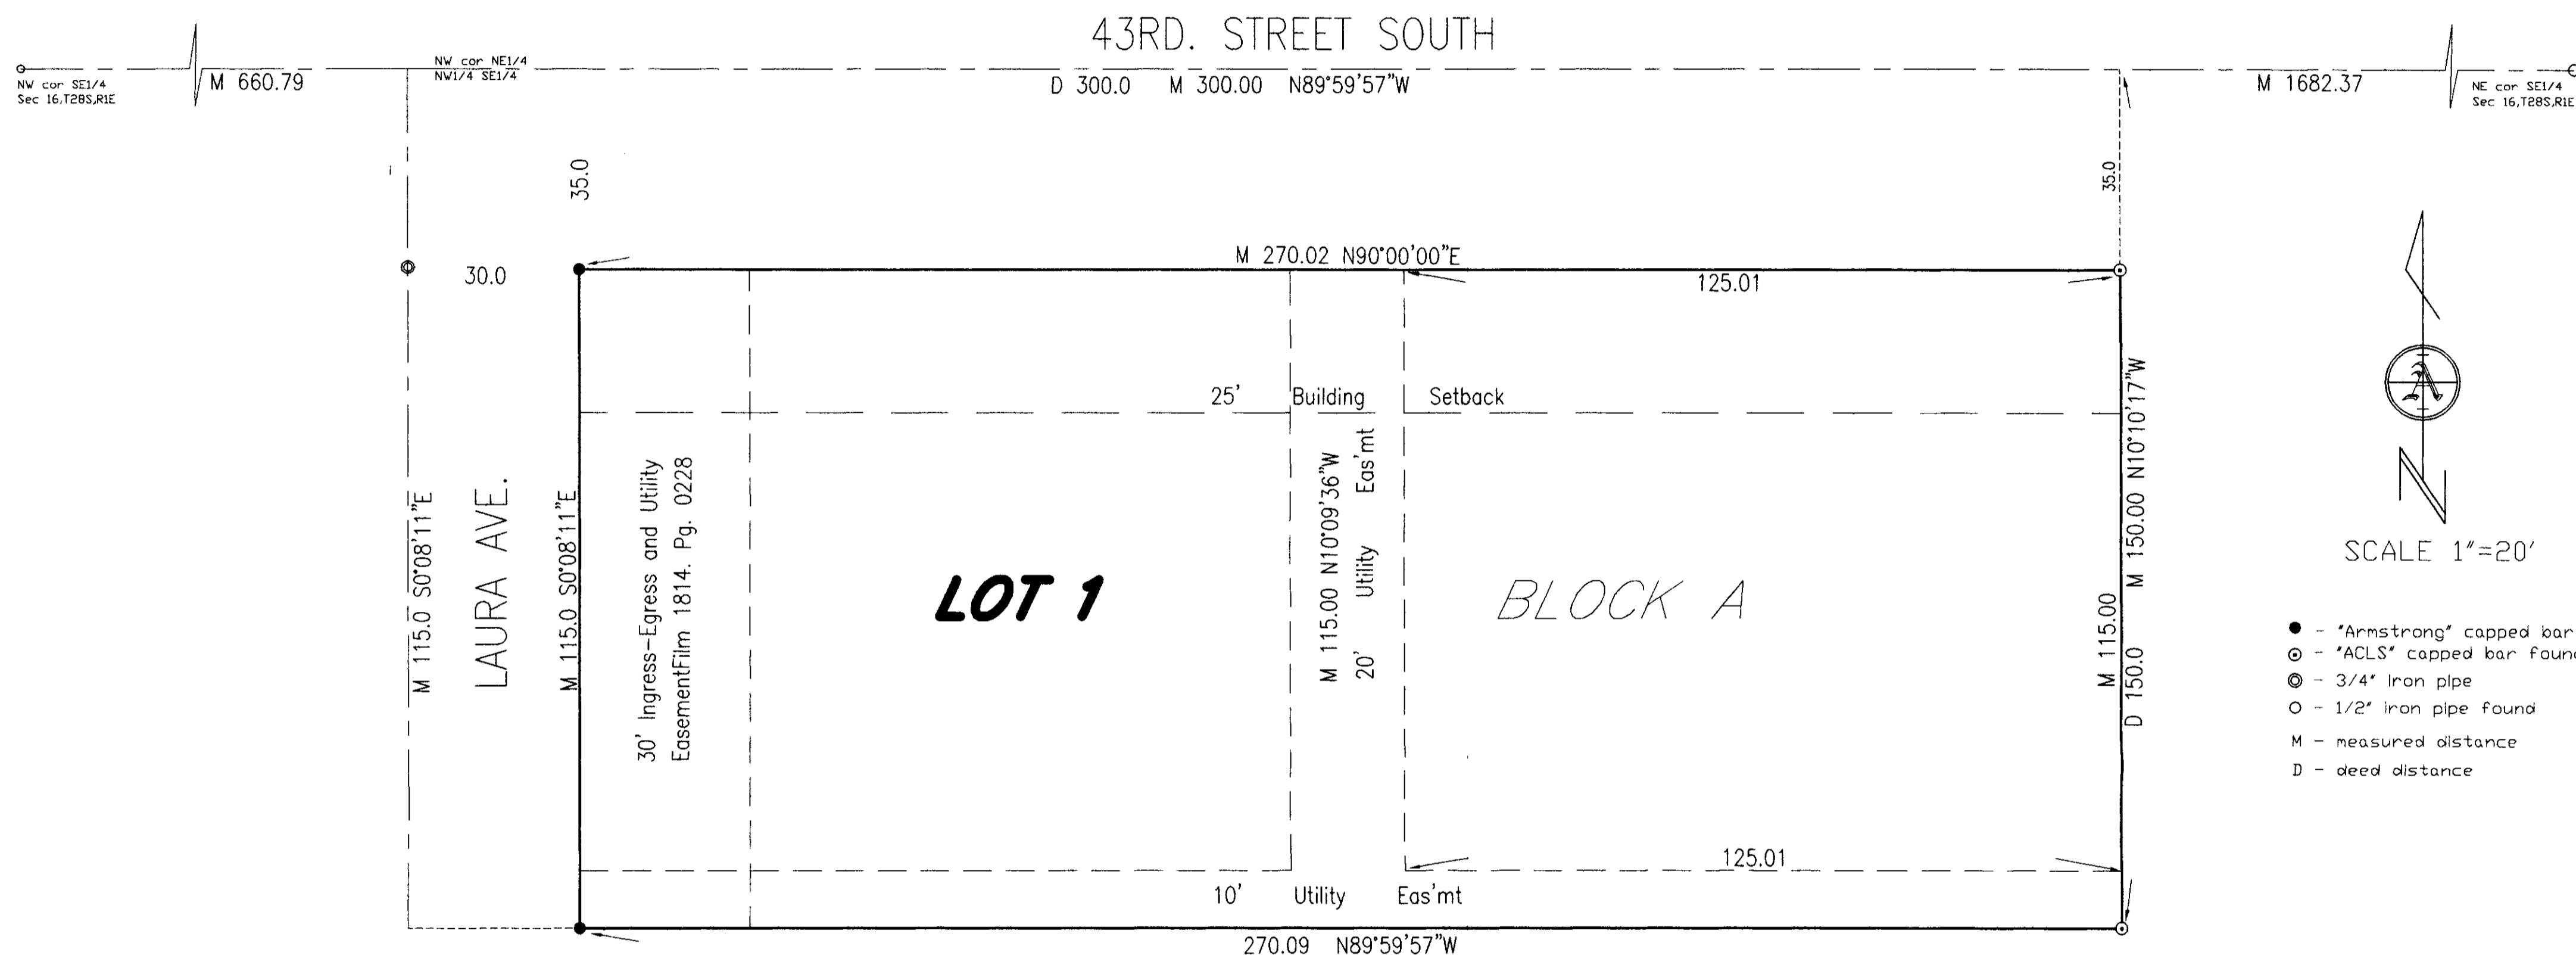 43RD. STREET SOUTH
NW cor SE1/4
Sec 16,T28S,R1E
M 660.79
NW cor NE1/4
NW1/4 SE1/4
D 300.0 M 300.00 N89°59'57"W
M 1682.37
NE cor SE1/4
Sec 16,T28S,R1E
35.0
35.0
30.0
M 270.02 N90°00'00"E
125.01
25' Building Setback
M 115.0 S0°08'11"E
LAURA AVE.
M 115.0 S0°08'11"E
30' Ingress-Egress and Utility
EasementFilm 1814. Pg. 0228
LOT 1
M 115.00 N10°09'36"W
20' Utility Eas'mt
BLOCK A
M 115.00
D 150.0 M 150.00 N10°10'17"W
125.01
10' Utility Eas'mt
270.09 N89°59'57"W
SCALE 1"=20'
- "Armstrong" capped bar
- "ACLS" capped bar found
- 3/4" iron pipe
- 1/2" iron pipe found
M - measured distance
D - deed distance